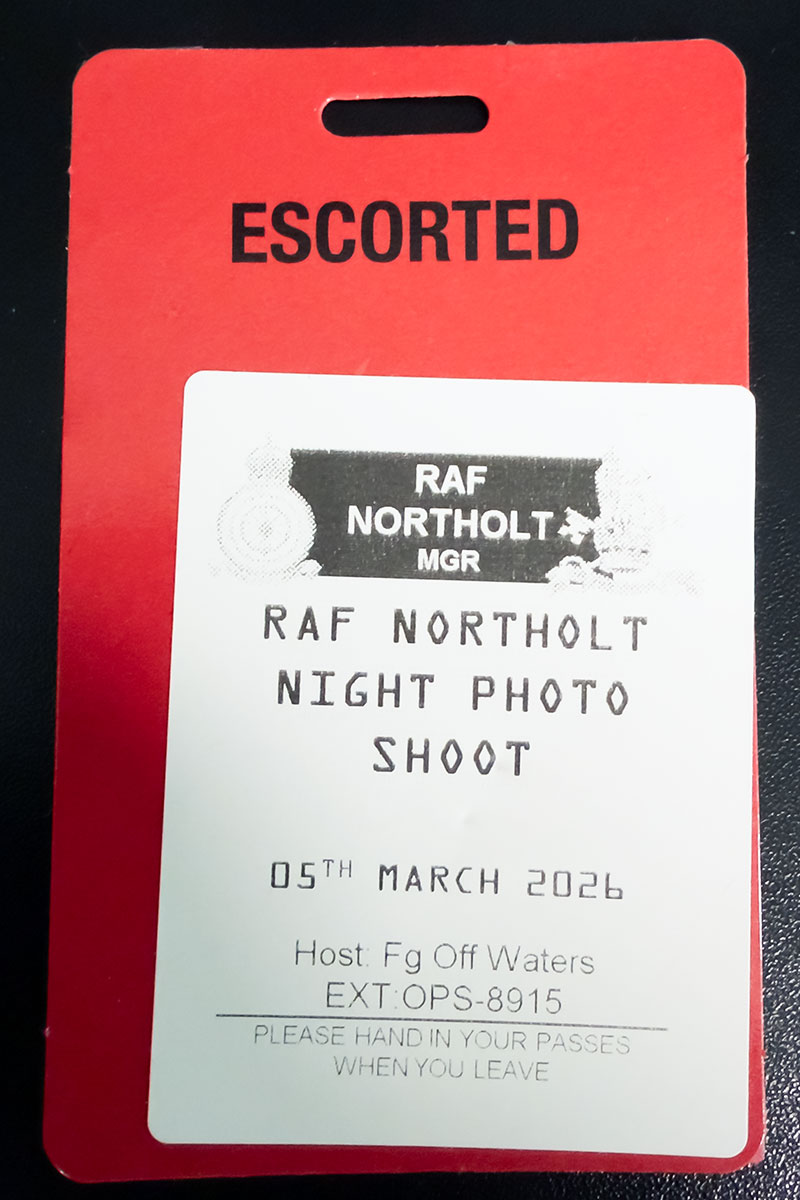 ESCORTED
RAF
NORTHOLT
MGR
RAF NORTHOLT
NIGHT PHOTO
SHOOT
05TH MARCH 2026
Host: Fg Off Waters
EXT:OPS-8915
PLEASE HAND IN YOUR PASSES
WHEN YOU LEAVE